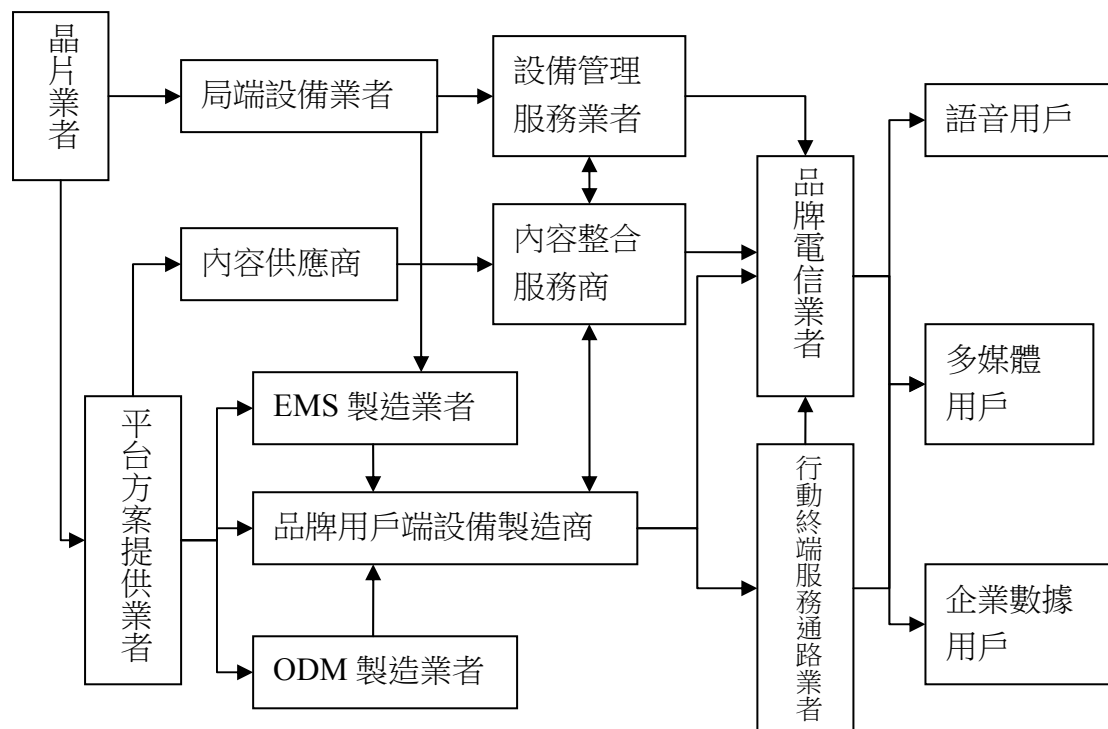 晶片業者
局端設備業者
設備管理
服務業者
語音用戶
品牌電信業者
內容供應商
內容整合
服務商
多媒體
用戶
EMS 製造業者
平台方案提供業者
品牌用戶端設備製造商
行動終端服務通路業者
企業數據
用戶
ODM 製造業者